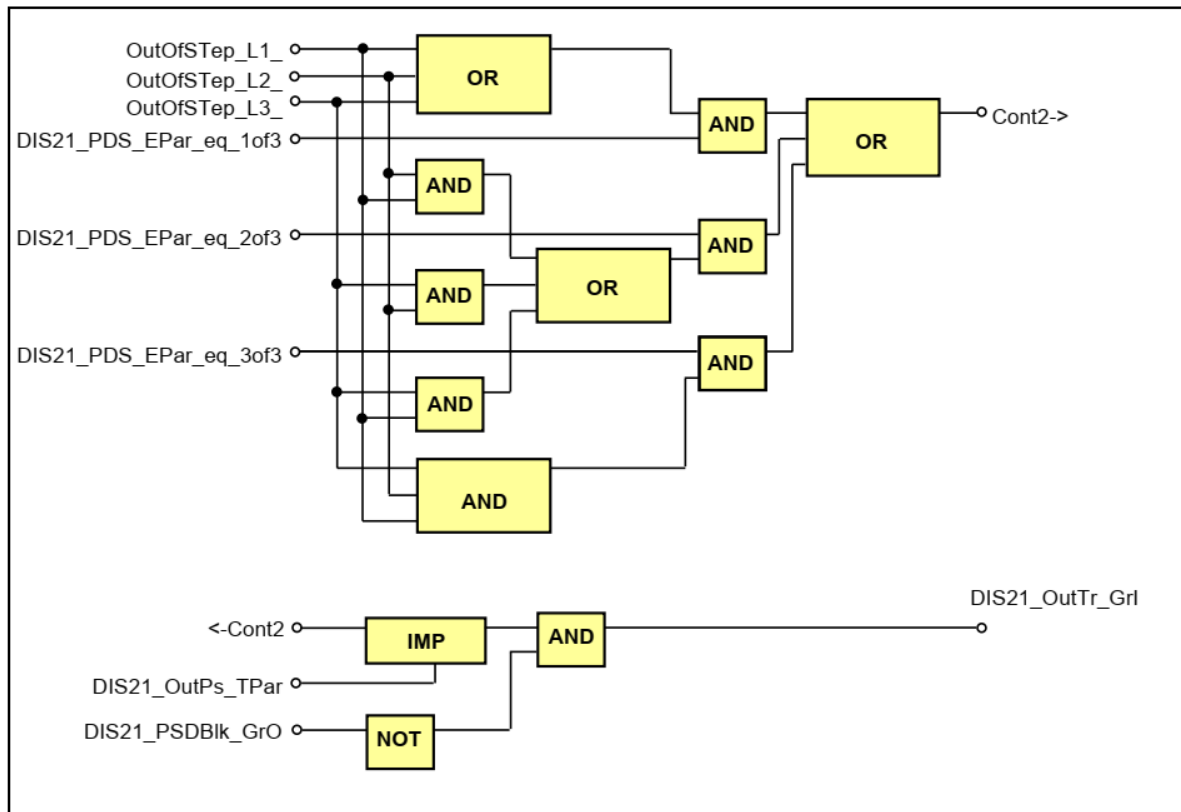 OutOfSTep_L1_
OutOfSTep_L2_
OutOfSTep_L3_
OR
DIS21_PDS_EPar_eq_1of3
AND
OR
Cont2->
AND
DIS21_PDS_EPar_eq_2of3
AND
AND
OR
DIS21_PDS_EPar_eq_3of3
AND
AND
AND
DIS21_OutTr_GrI
<-Cont2
IMP
AND
DIS21_OutPs_TPar
DIS21_PSDBlk_GrO
NOT